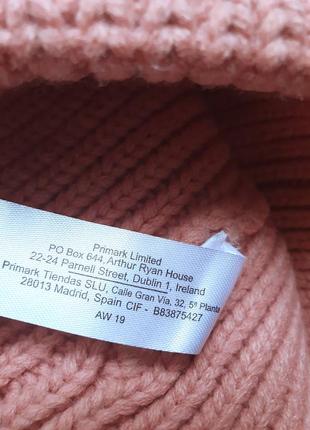 Primark Limited
PO Box 644, Arthur Ryan House
22-24 Parnell Street, Dublin 1, Ireland
Primark Tiendas SLU, Calle Gran Via, 32, 5ª Planta
28013 Madrid, Spain CIF - B83875427
AW 19